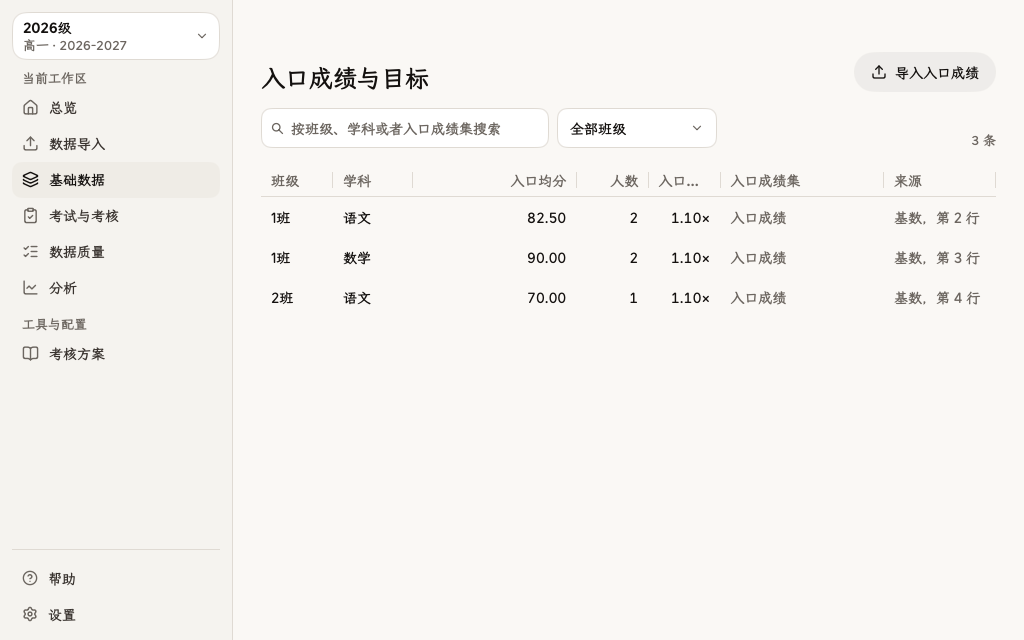 2026级
高一 · 2026-2027
当前工作区
总览
数据导入
基础数据
考试与考核
数据质量
分析
工具与配置
考核方案
帮助
设置
入口成绩与目标
导入入口成绩
按班级、学科或者入口成绩集搜索
全部班级
3 条
班级 学科 入口均分 人数 入口... 入口成绩集 来源
1班 语文 82.50 2 1.10× 入口成绩 基数，第 2 行
1班 数学 90.00 2 1.10× 入口成绩 基数，第 3 行
2班 语文 70.00 1 1.10× 入口成绩 基数，第 4 行